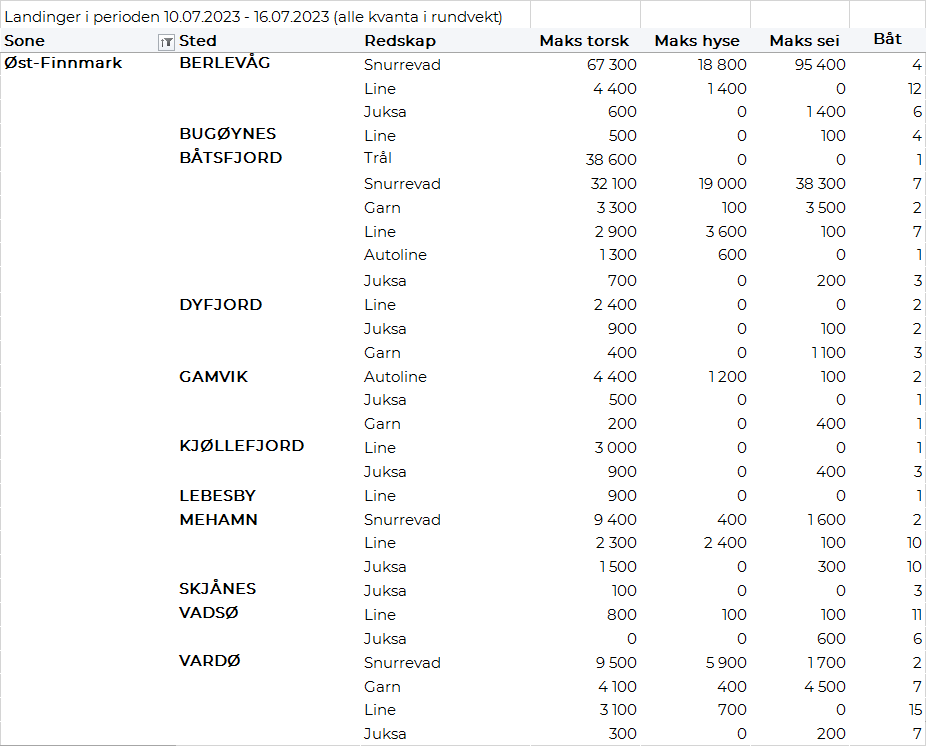 Landinger i perioden 10.07.2023 - 16.07.2023 (alle kvanta i rundvekt)
Sone Sted Redskap Maks torsk Maks hyse Maks sei Båt
Øst-Finnmark BERLEVÅG Snurrevad 67 300 18 800 95 400 4
Line 4 400 1 400 0 12
Juksa 600 0 1 400 6
BUGØYNES Line 500 0 100 4
BÅTSFJORD Trål 38 600 0 0 1
Snurrevad 32 100 19 000 38 300 7
Garn 3 300 100 3 500 2
Line 2 900 3 600 100 7
Autoline 1 300 600 0 1
Juksa 700 0 200 3
DYFJORD Line 2 400 0 0 2
Juksa 900 0 100 2
Garn 400 0 1 100 3
GAMVIK Autoline 4 400 1 200 100 2
Juksa 500 0 0 1
Garn 200 0 400 1
KJØLLEFJORD Line 3 000 0 0 1
Juksa 900 0 400 3
LEBESBY Line 900 0 0 1
MEHAMN Snurrevad 9 400 400 1 600 2
Line 2 300 2 400 100 10
Juksa 1 500 0 300 10
SKJÅNES Juksa 100 0 0 3
VADSØ Line 800 100 100 11
Juksa 0 0 600 6
VARDØ Snurrevad 9 500 5 900 1 700 2
Garn 4 100 400 4 500 7
Line 3 100 700 0 15
Juksa 300 0 200 7